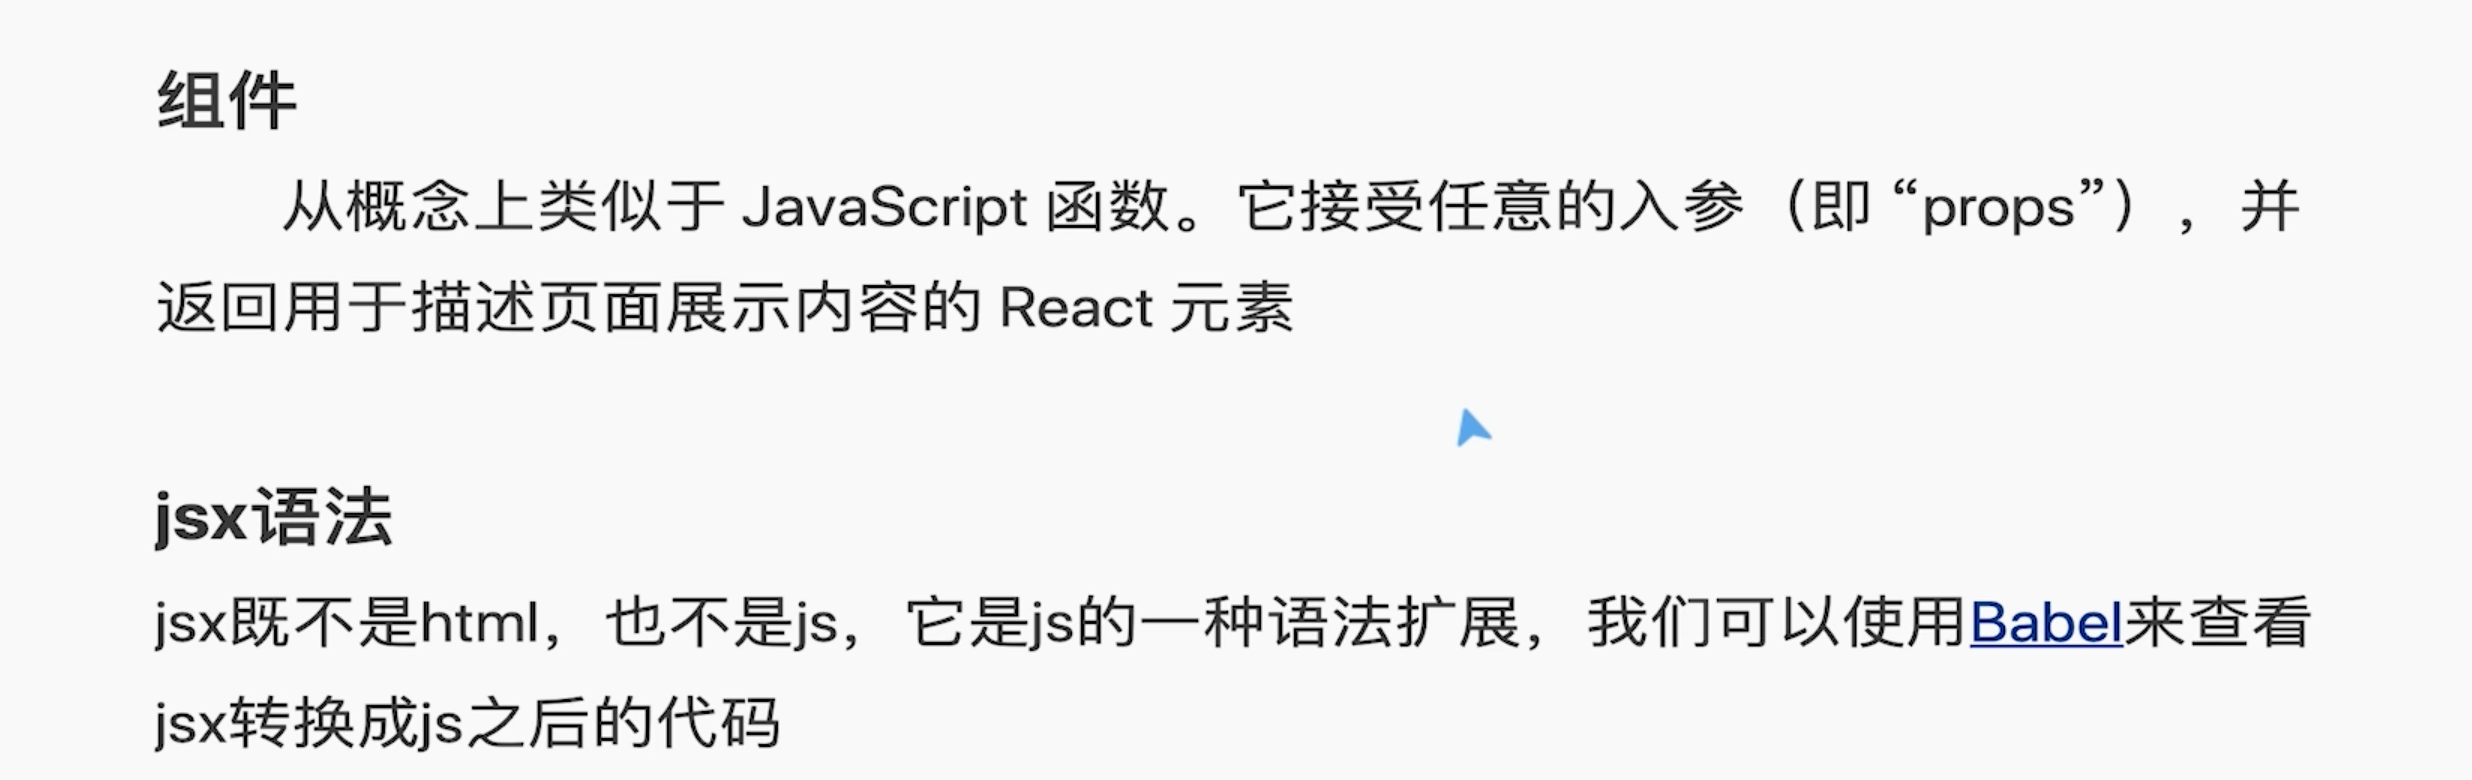 组件
从概念上类似于 JavaScript 函数。它接受任意的入参（即 “props”），并
返回用于描述页面展示内容的 React 元素
jsx语法
jsx既不是html，也不是js，它是js的一种语法扩展，我们可以使用Babel来查看
jsx转换成js之后的代码